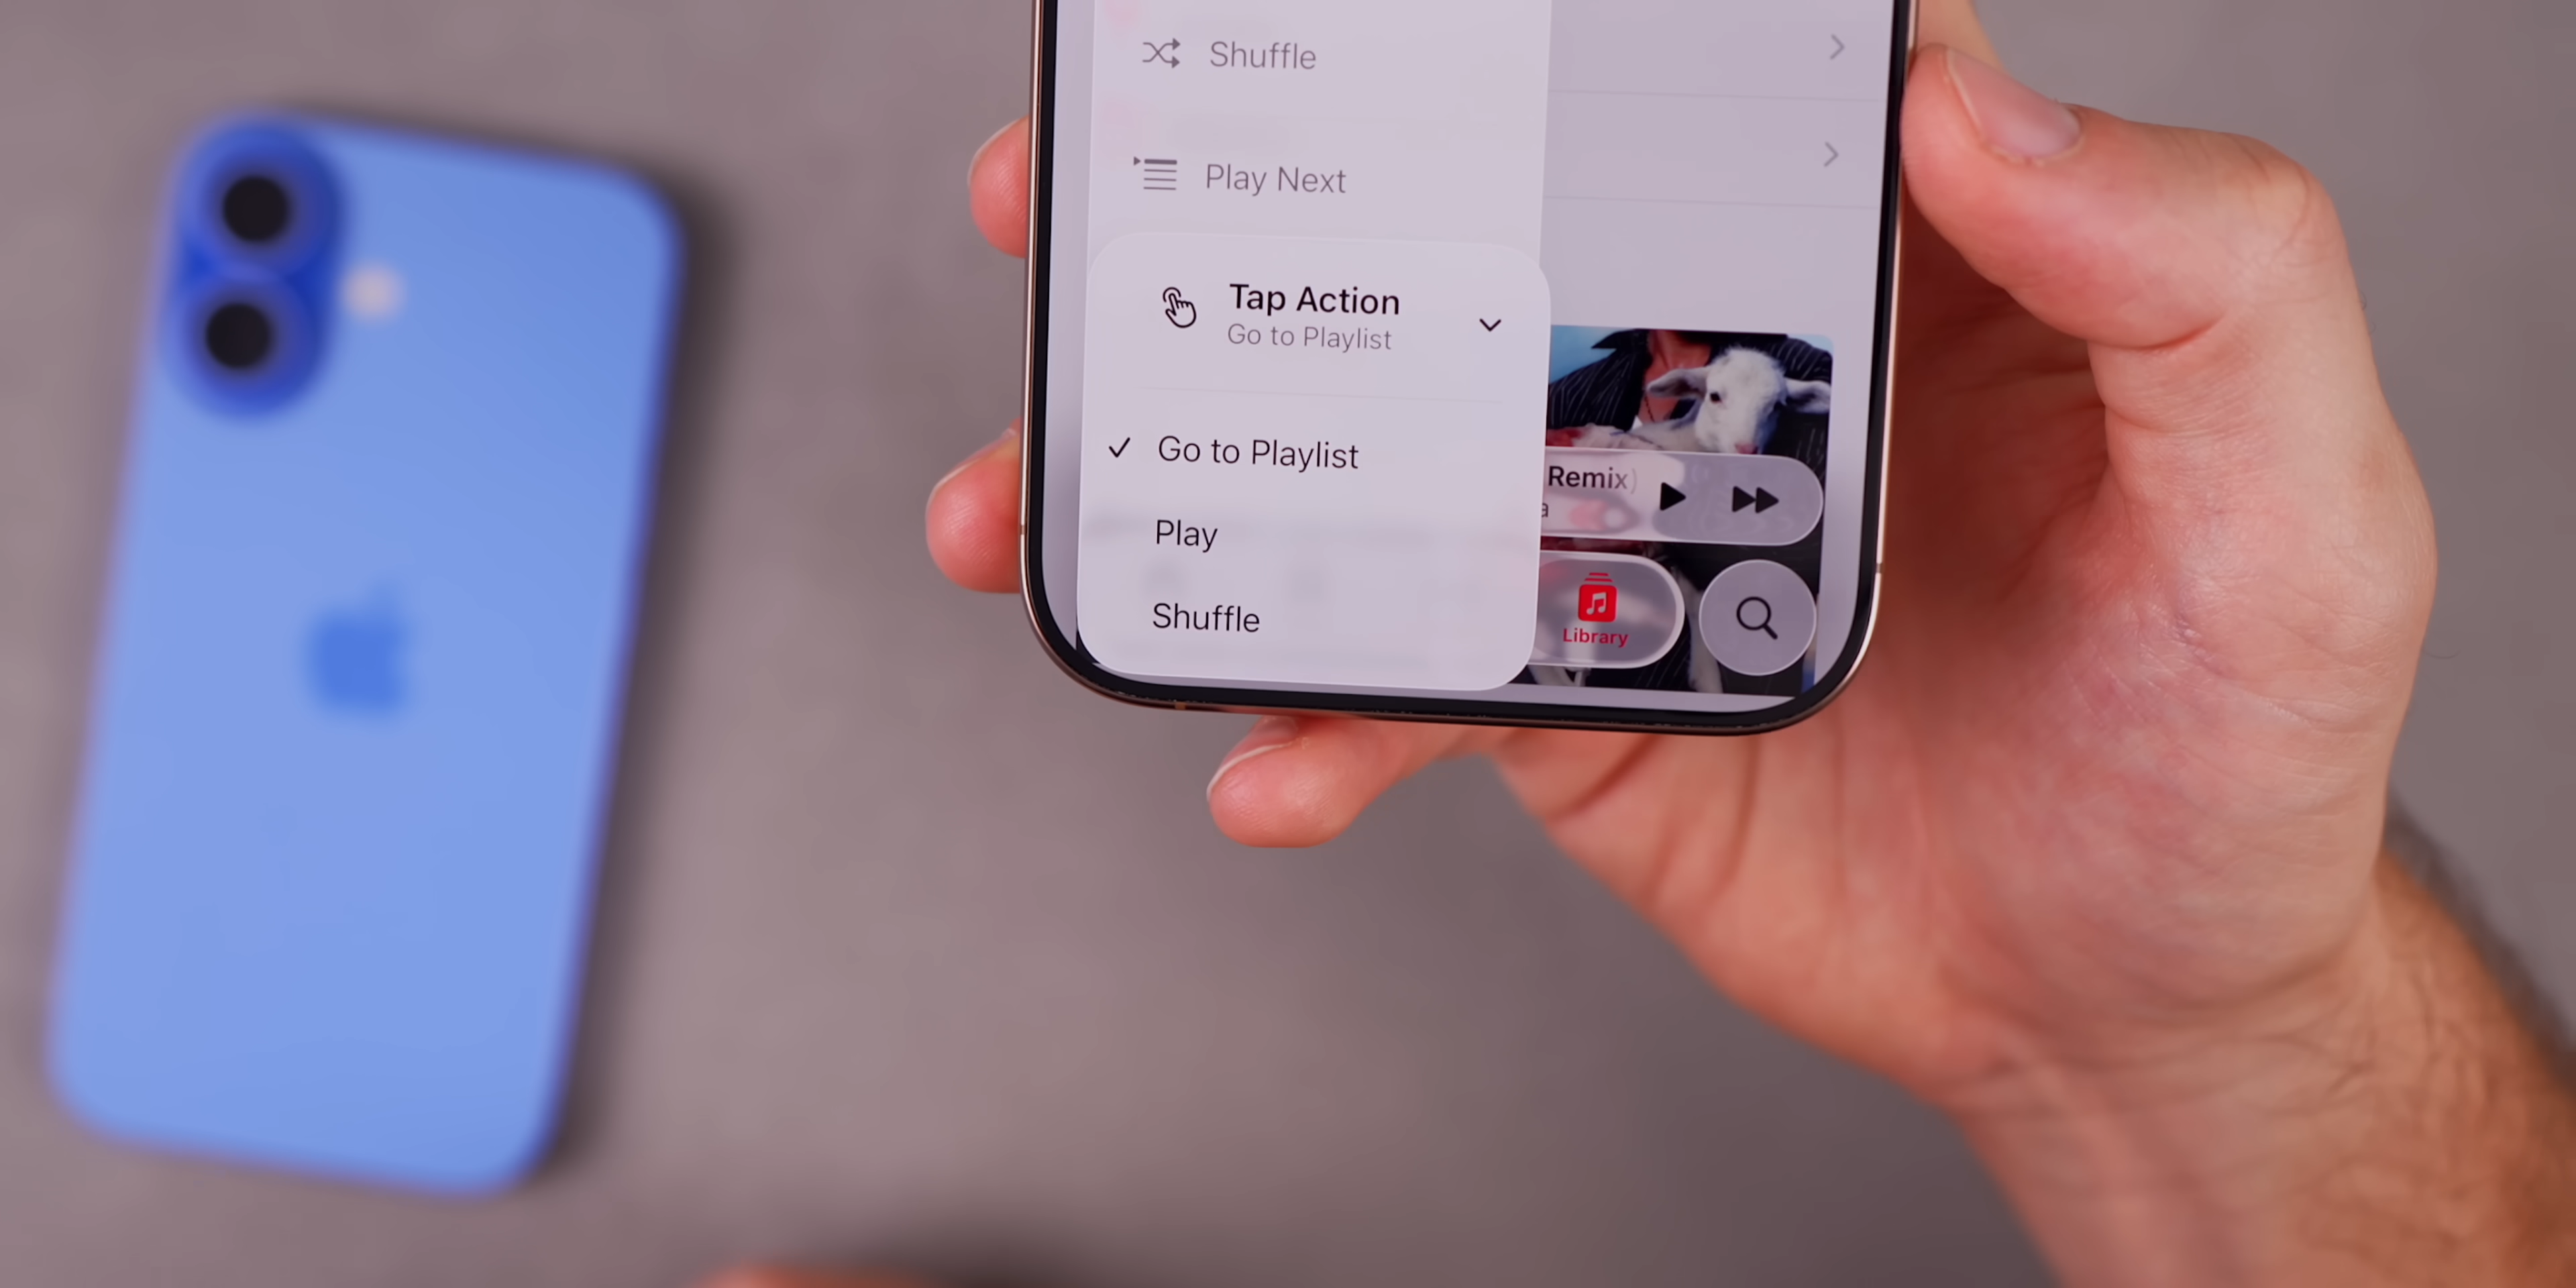 Shuffle
Play Next
Tap Action
Go to Playlist
Go to Playlist
Play
Shuffle
Remix)
a
Library